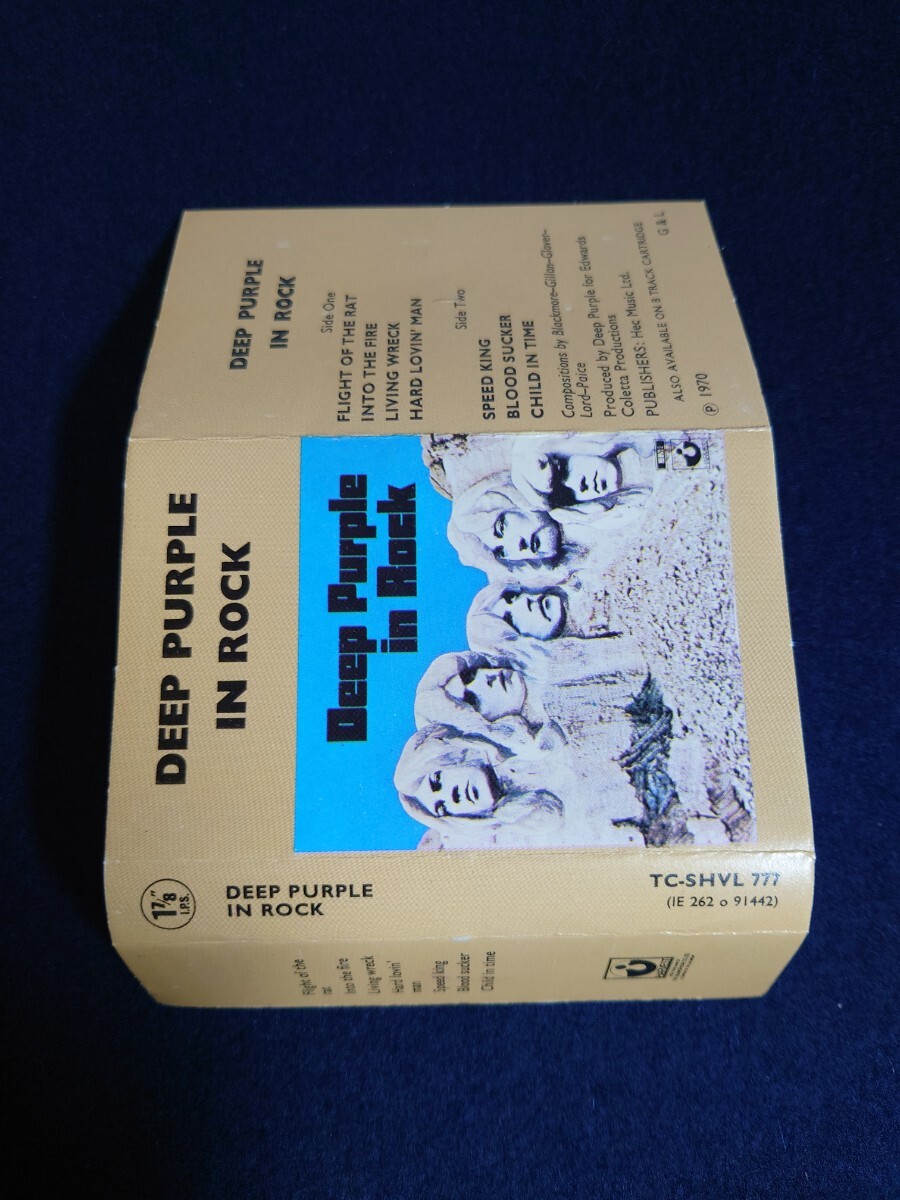 DEEP PURPLE
IN ROCK
Side One
FLIGHT OF THE RAT
INTO THE FIRE
LIVING WRECK
HARD LOVIN' MAN
Side Two
SPEED KING
BLOOD SUCKER
CHILD IN TIME
Compositions by Blackmore–Gillan–Glover–
Lord–Paice
Produced by Deep Purple for Edwards
Coletta Productions
PUBLISHERS: Hec Music Ltd.
ALSO AVAILABLE ON 8 TRACK CARTRIDGE
℗ 1970
G & L
DEEP PURPLE
IN ROCK
Deep Purple
in Rock
1 7/8"
I.P.S.
DEEP PURPLE
IN ROCK
TC-SHVL 777
(IE 262 o 91442)
Flight of the
rat
Into the fire
Living wreck
Hard lovin'
man
Speed king
Blood sucker
Child in time